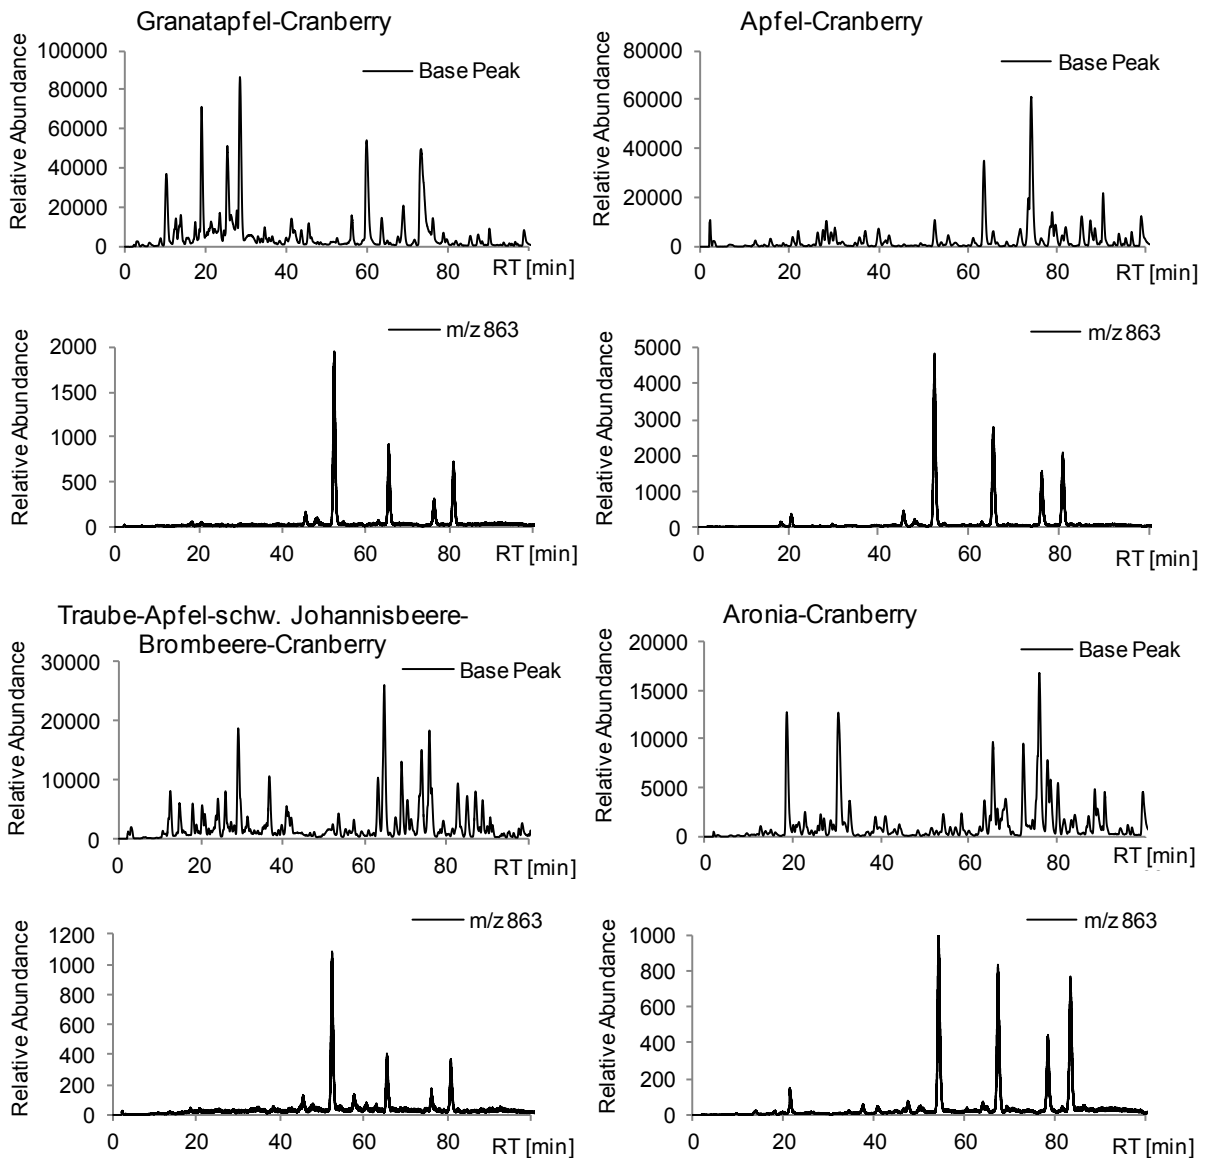 Granatapfel-Cranberry
Relative Abundance
100000
80000
60000
40000
20000
0
Base Peak
0 20 40 60 80 RT [min]
Apfel-Cranberry
Relative Abundance
80000
60000
40000
20000
0
Base Peak
0 20 40 60 80 RT [min]
Relative Abundance
2000
1500
1000
500
0
m/z 863
0 20 40 60 80 RT [min]
Relative Abundance
5000
4000
3000
2000
1000
0
m/z 863
0 20 40 60 80 RT [min]
Traube-Apfel-schw. Johannisbeere-
Brombeere-Cranberry
Relative Abundance
30000
20000
10000
0
Base Peak
0 20 40 60 80 RT [min]
Aronia-Cranberry
Relative Abundance
20000
15000
10000
5000
0
Base Peak
0 20 40 60 80 RT [min]
Relative Abundance
1200
1000
800
600
400
200
0
m/z 863
0 20 40 60 80 RT [min]
Relative Abundance
1000
800
600
400
200
0
m/z 863
0 20 40 60 80 RT [min]